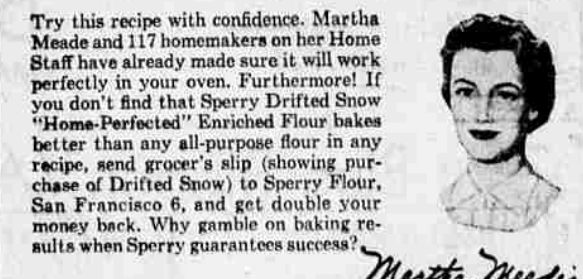 Try this recipe with confidence. Martha
Meade and 117 homemakers on her Home
Staff have already made sure it will work
perfectly in your oven. Furthermore! If
you don't find that Sperry Drifted Snow
"Home-Perfected" Enriched Flour bakes
better than any all-purpose flour in any
recipe, send grocer's slip (showing pur-
chase of Drifted Snow) to Sperry Flour,
San Francisco 6, and get double your
money back. Why gamble on baking re-
sults when Sperry guarantees success?
Martha Meade